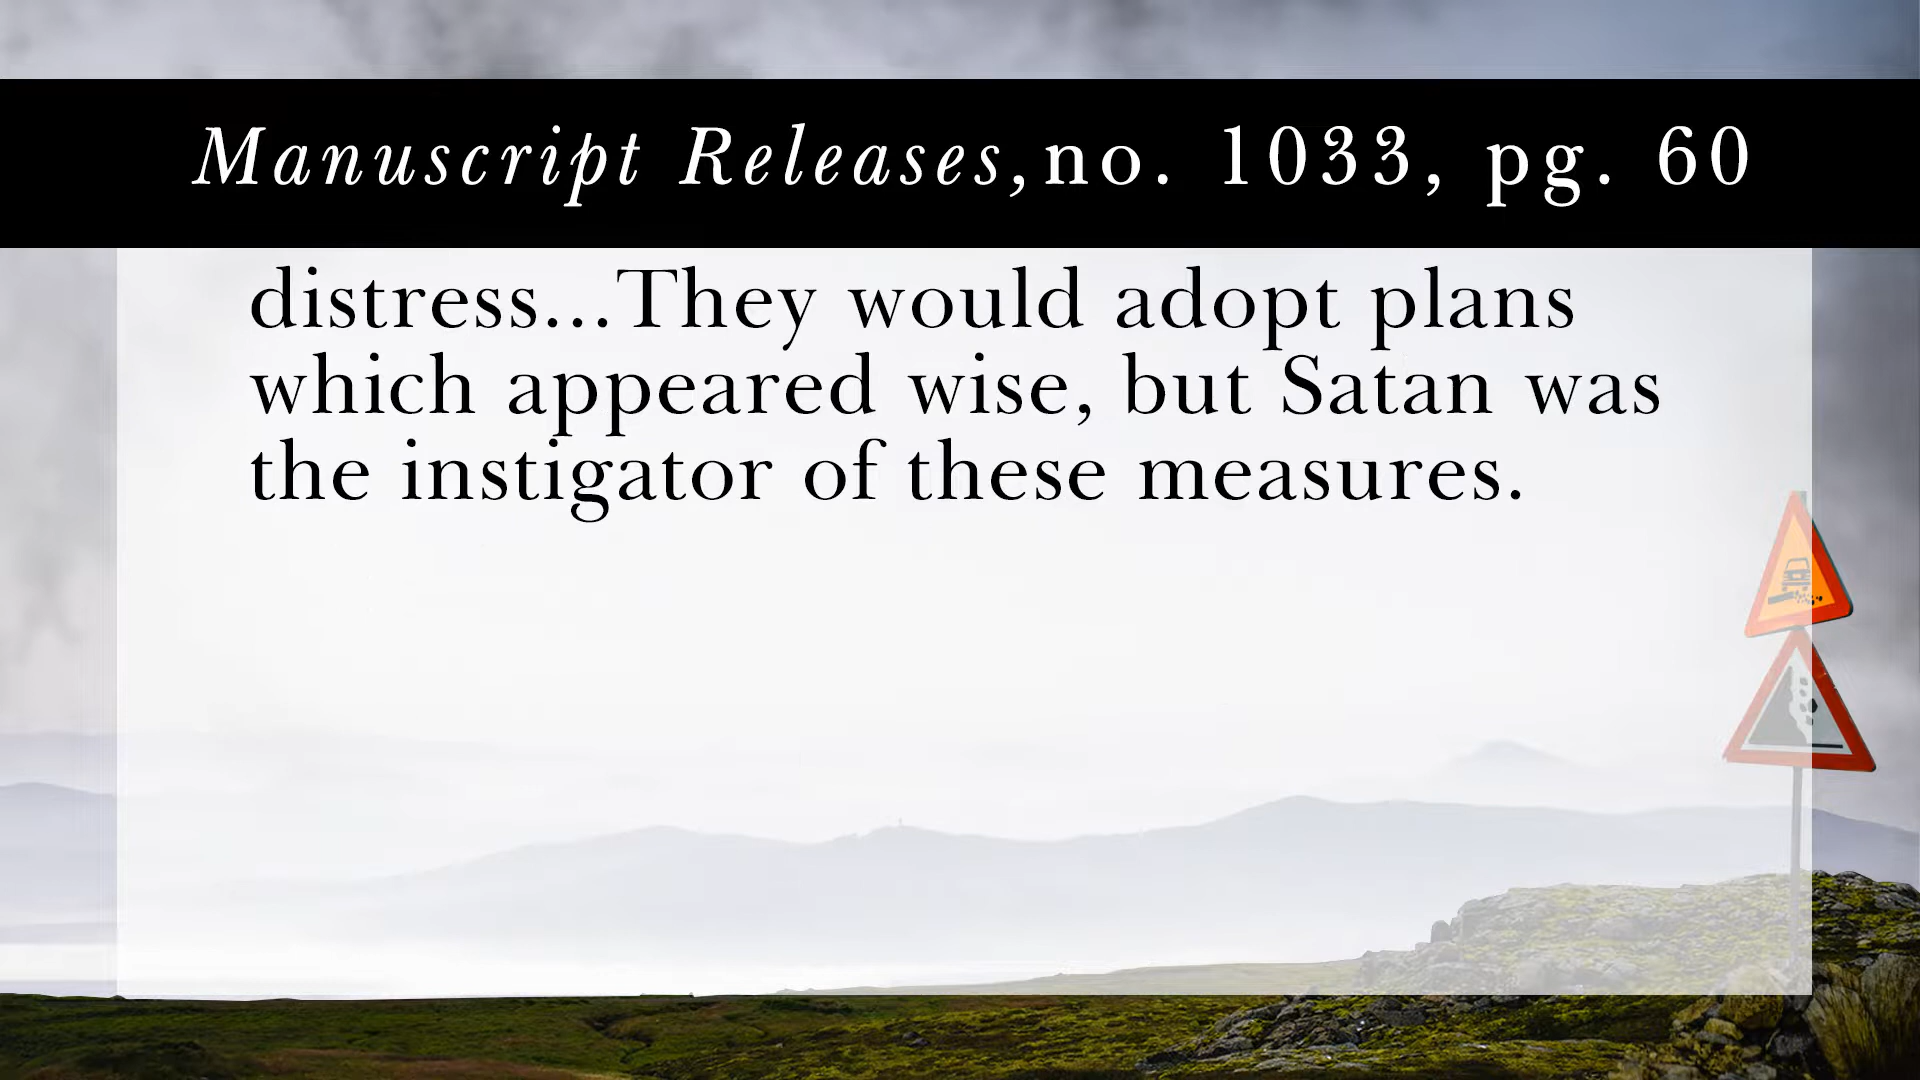 Manuscript Releases, no. 1033, pg. 60
distress...They would adopt plans
which appeared wise, but Satan was
the instigator of these measures.